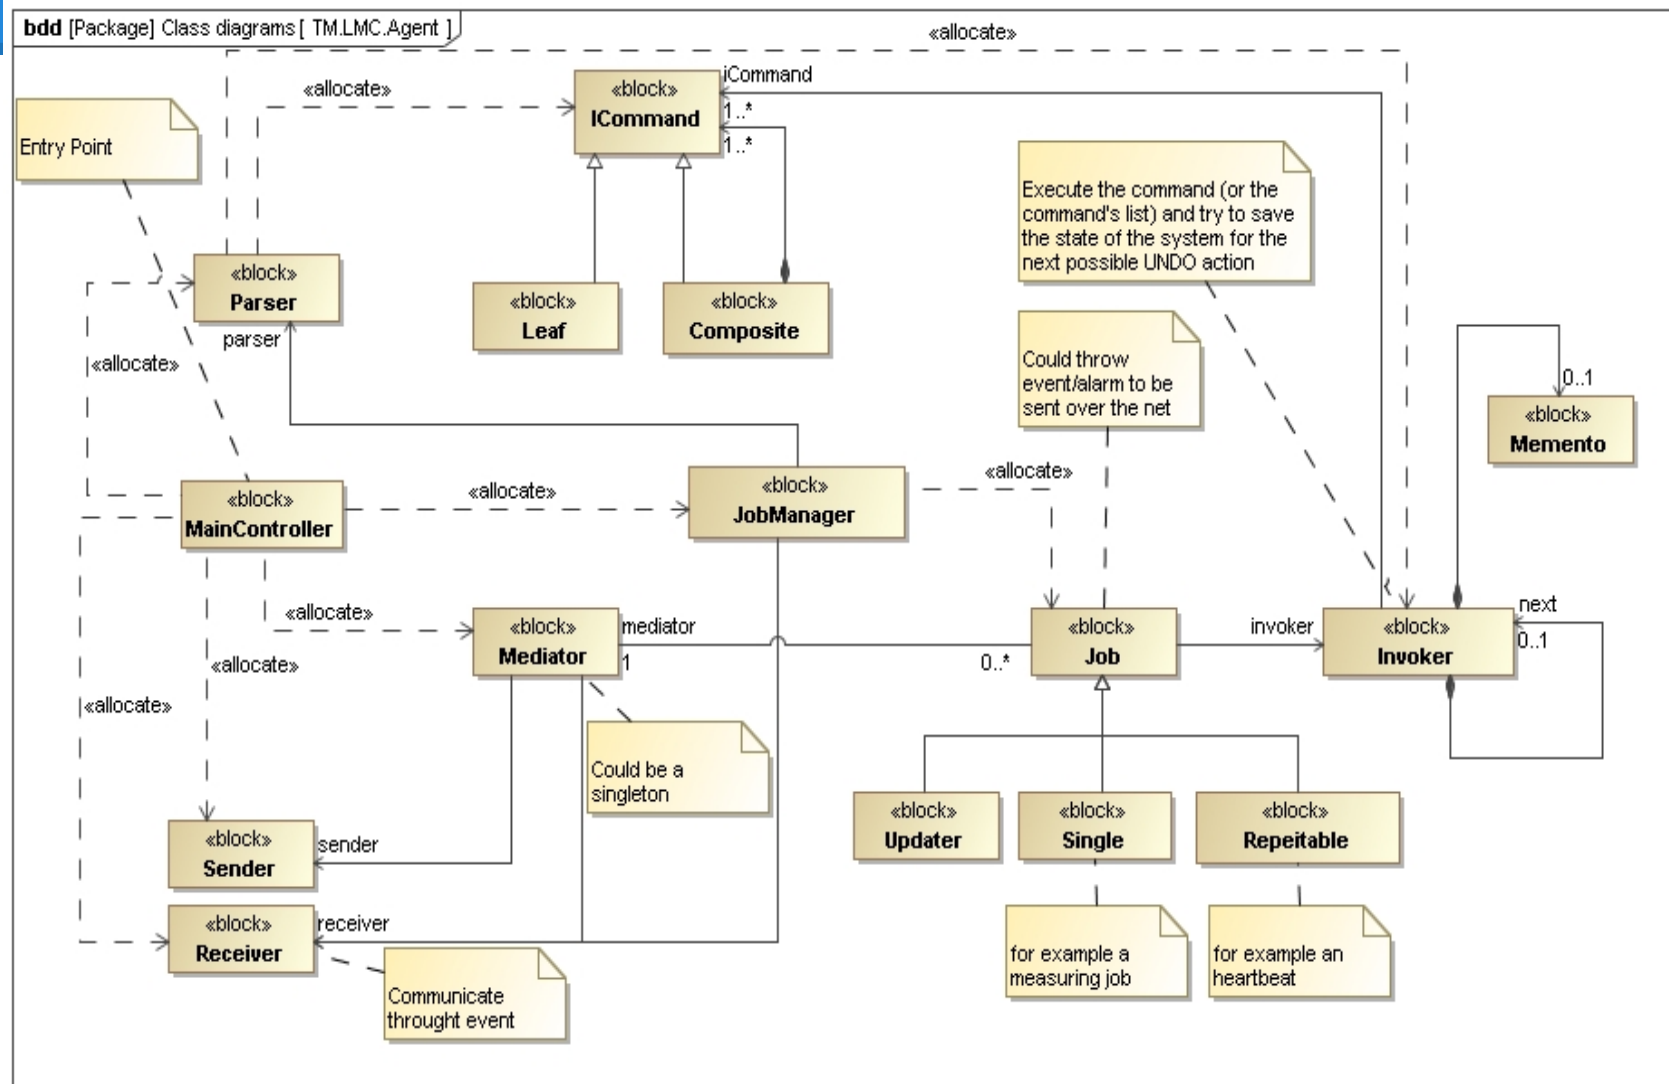 bdd [Package] Class diagrams [ TM.LMC.Agent ]
«allocate»
«allocate»
«block»
ICommand
iCommand
1..*
1..*
Entry Point
Execute the command (or the
command's list) and try to save
the state of the system for the
next possible UNDO action
«block»
Parser
parser
«block»
Leaf
«block»
Composite
Could throw
event/alarm to be
sent over the net
«allocate»
0..1
«block»
Memento
«block»
MainController
«allocate»
«block»
JobManager
«allocate»
«allocate»
«block»
Mediator
mediator
1
0..*
«block»
Job
invoker
«block»
Invoker
next
0..1
«allocate»
«allocate»
Could be a
singleton
«block»
Updater
«block»
Single
«block»
Repeitable
«block»
Sender
sender
«block»
Receiver
receiver
Communicate
throught event
for example a
measuring job
for example an
heartbeat